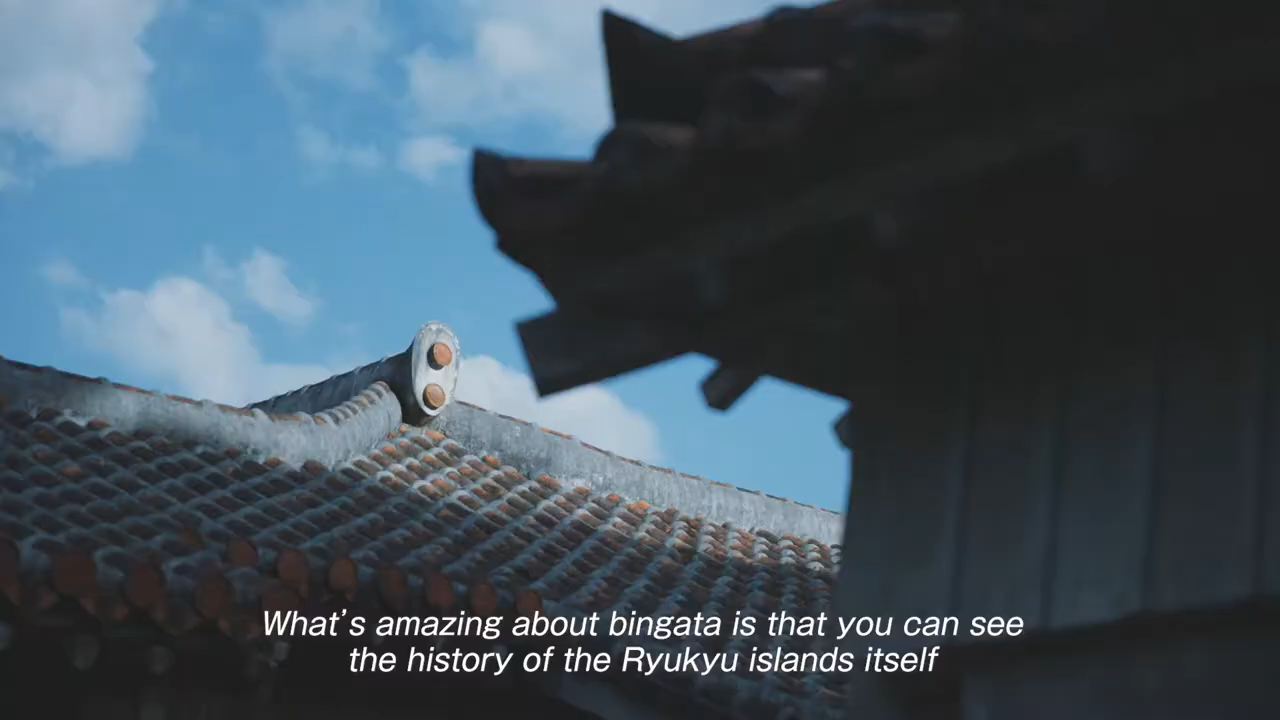 What's amazing about bingata is that you can see
the history of the Ryukyu islands itself